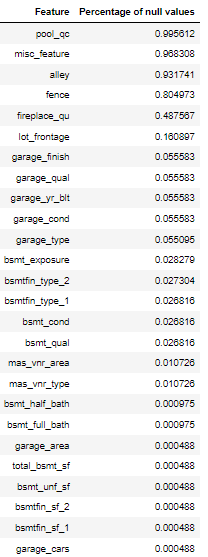 Feature Percentage of null values
pool_qc 0.995612
misc_feature 0.968308
alley 0.931741
fence 0.804973
fireplace_qu 0.487567
lot_frontage 0.160897
garage_finish 0.055583
garage_qual 0.055583
garage_yr_blt 0.055583
garage_cond 0.055583
garage_type 0.055095
bsmt_exposure 0.028279
bsmtfin_type_2 0.027304
bsmtfin_type_1 0.026816
bsmt_cond 0.026816
bsmt_qual 0.026816
mas_vnr_area 0.010726
mas_vnr_type 0.010726
bsmt_half_bath 0.000975
bsmt_full_bath 0.000975
garage_area 0.000488
total_bsmt_sf 0.000488
bsmt_unf_sf 0.000488
bsmtfin_sf_2 0.000488
bsmtfin_sf_1 0.000488
garage_cars 0.000488